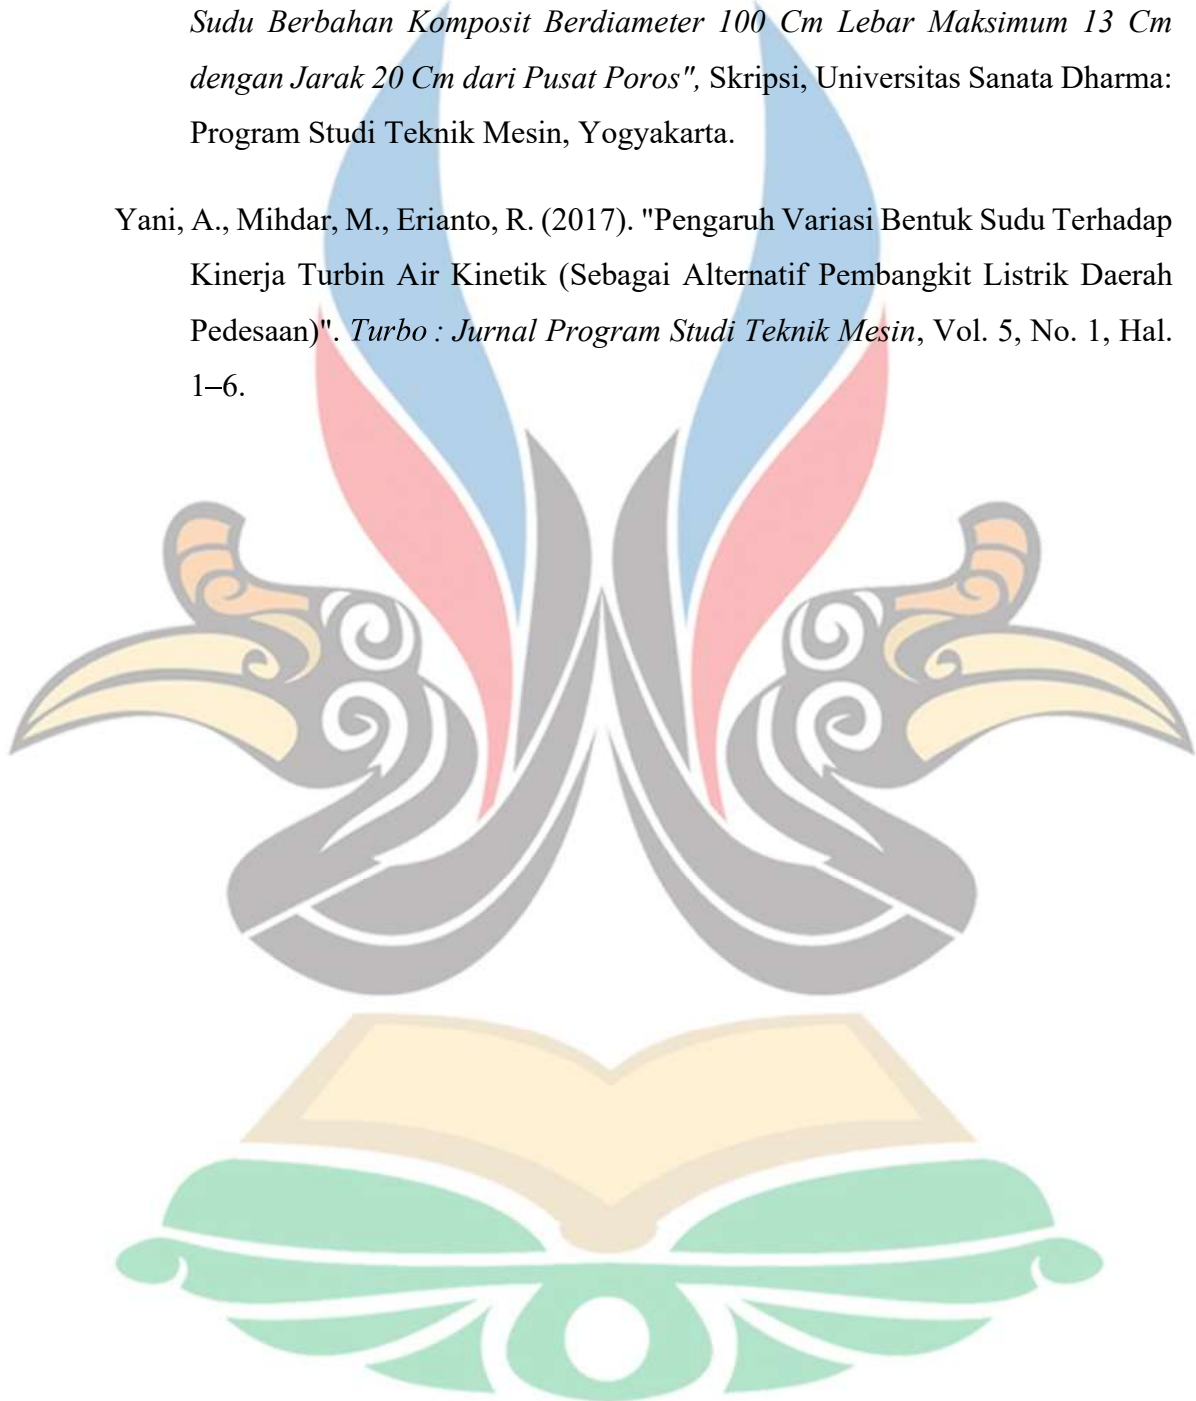 Sudu Berbahan Komposit Berdiameter 100 Cm Lebar Maksimum 13 Cm
dengan Jarak 20 Cm dari Pusat Poros", Skripsi, Universitas Sanata Dharma:
Program Studi Teknik Mesin, Yogyakarta.
Yani, A., Mihdar, M., Erianto, R. (2017). "Pengaruh Variasi Bentuk Sudu Terhadap
Kinerja Turbin Air Kinetik (Sebagai Alternatif Pembangkit Listrik Daerah
Pedesaan)". Turbo : Jurnal Program Studi Teknik Mesin, Vol. 5, No. 1, Hal.
1–6.